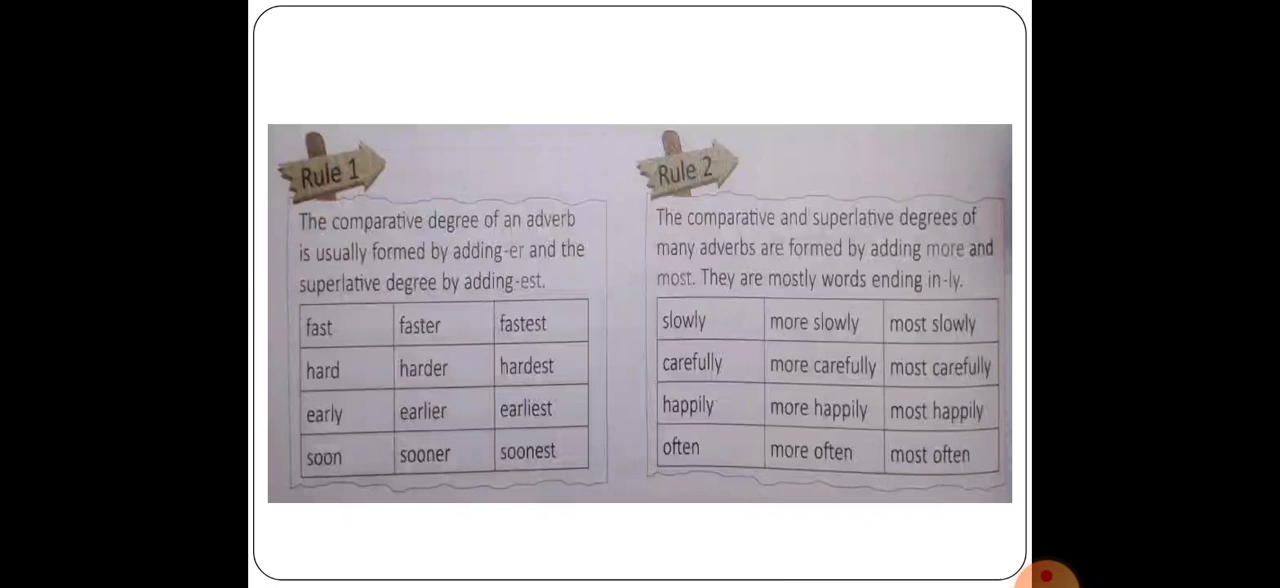 Rule 1
The comparative degree of an adverb
is usually formed by adding-er and the
superlative degree by adding-est.
fast faster fastest
hard harder hardest
early earlier earliest
soon sooner soonest
Rule 2
The comparative and superlative degrees of
many adverbs are formed by adding more and
most. They are mostly words ending in-ly.
slowly more slowly most slowly
carefully more carefully most carefully
happily more happily most happily
often more often most often